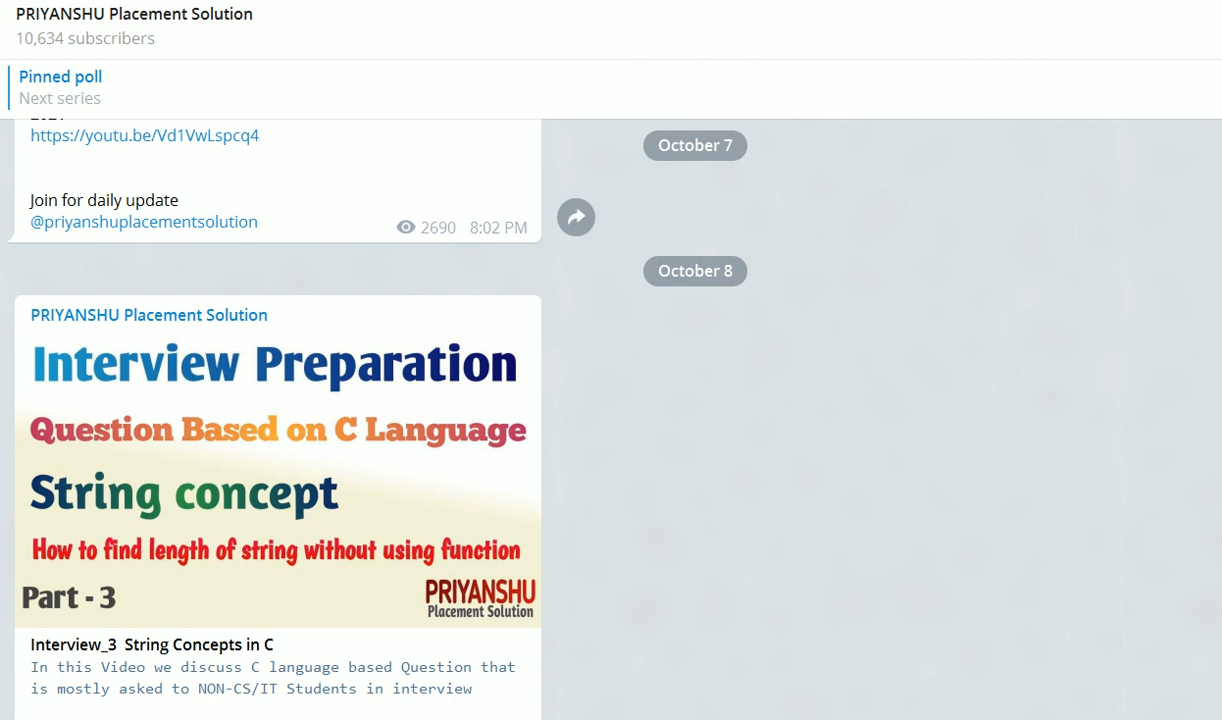 PRIYANSHU Placement Solution
10,634 subscribers
Pinned poll
Next series
https://youtu.be/Vd1VwLspcq4
October 7
Join for daily update
@priyanshuplacementsolution
2690 8:02 PM
October 8
PRIYANSHU Placement Solution
Interview Preparation
Question Based on C Language
String concept
How to find length of string without using function
Part - 3
PRIYANSHU
Placement Solution
Interview_3 String Concepts in C
In this Video we discuss C language based Question that
is mostly asked to NON-CS/IT Students in interview